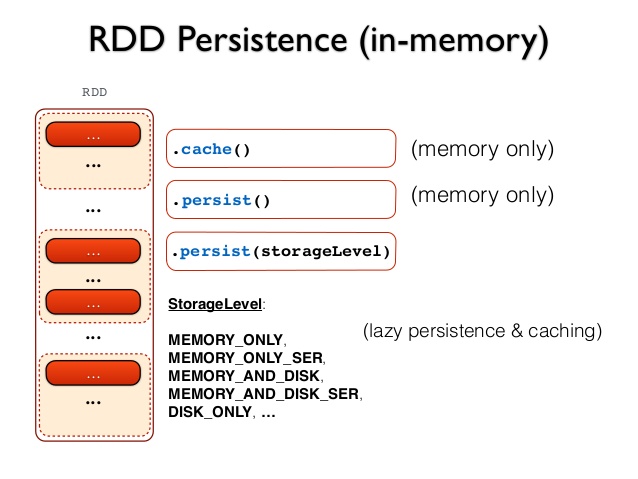 RDD Persistence (in-memory)
RDD
...
...
...
...
...
...
...
...
...
.cache()
(memory only)
.persist()
(memory only)
.persist(storageLevel)
StorageLevel:
(lazy persistence & caching)
MEMORY_ONLY,
MEMORY_ONLY_SER,
MEMORY_AND_DISK,
MEMORY_AND_DISK_SER,
DISK_ONLY, ...